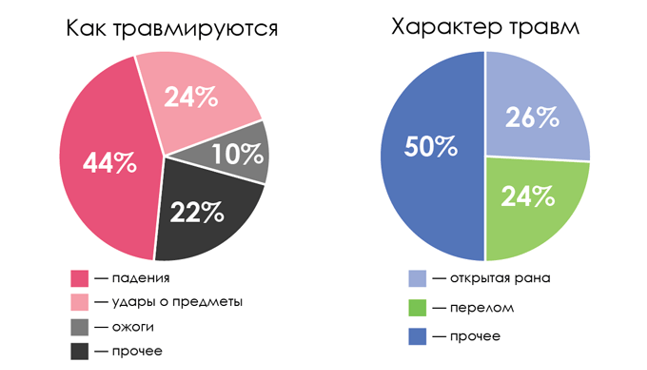 Как травмируются
24%
44%
10%
22%
— падения
— удары о предметы
— ожоги
— прочее
Характер травм
26%
50%
24%
— открытая рана
— перелом
— прочее